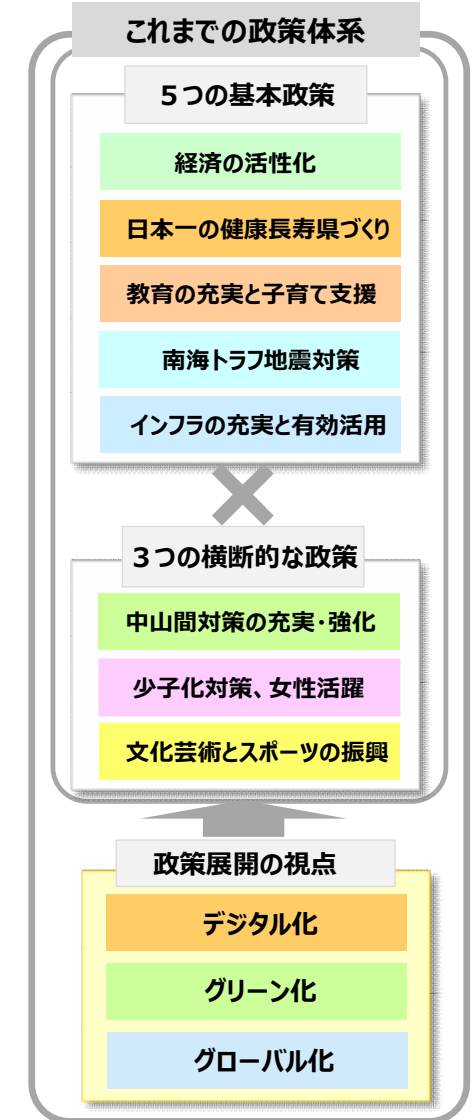 これまでの政策体系
５つの基本政策
経済の活性化
日本一の健康長寿県づくり
教育の充実と子育て支援
南海トラフ地震対策
インフラの充実と有効活用
３つの横断的な政策
中山間対策の充実・強化
少子化対策、女性活躍
文化芸術とスポーツの振興
政策展開の視点
デジタル化
グリーン化
グローバル化